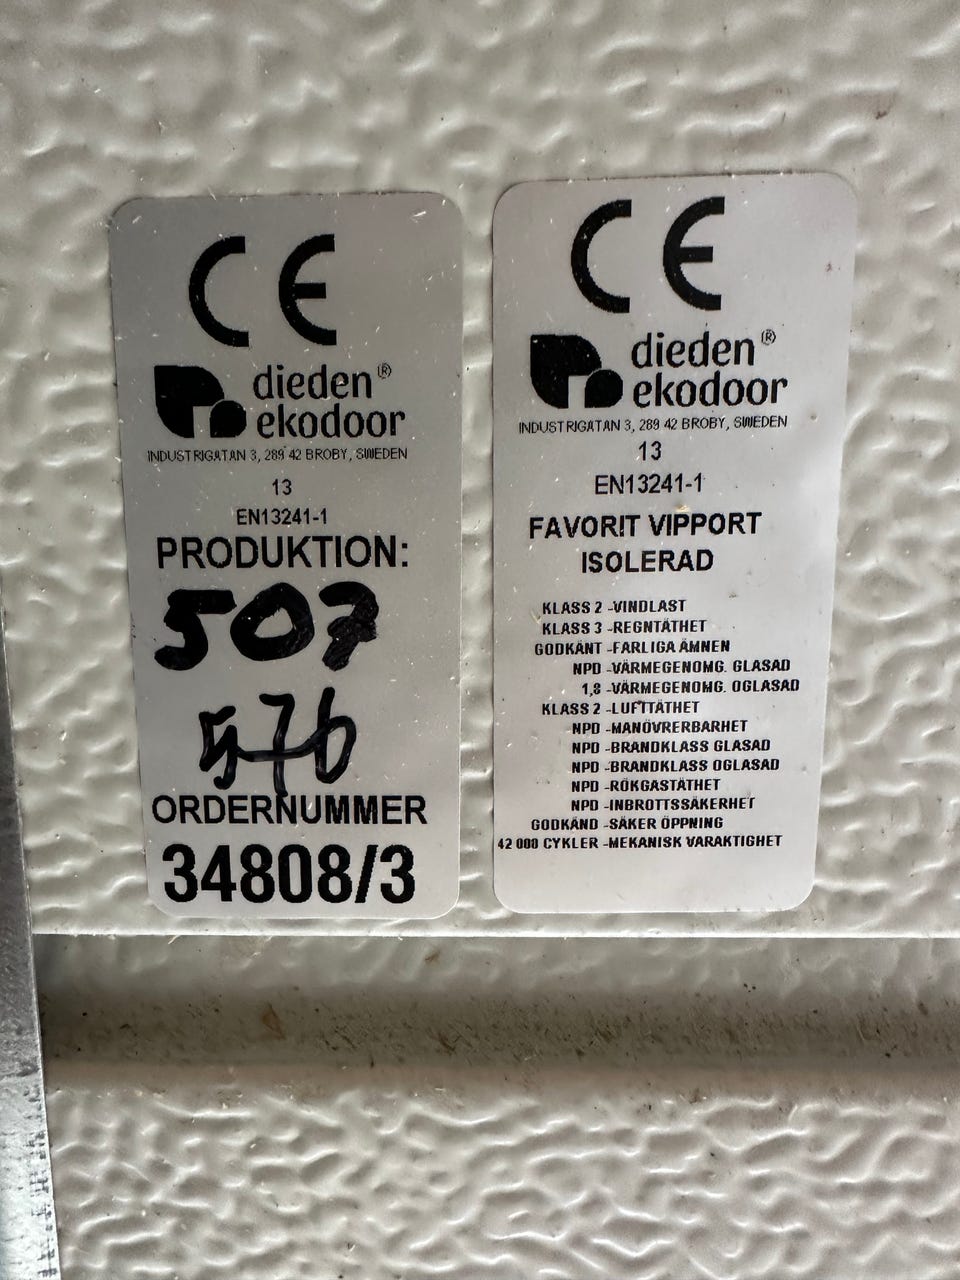 CE
dieden®
ekodoor
INDUSTRIGATAN 3, 289 42 BROBY, SWEDEN
13
EN13241-1
PRODUKTION:
507
576
ORDERNUMMER
34808/3
CE
dieden®
ekodoor
INDUSTRIGATAN 3, 289 42 BROBY, SWEDEN
13
EN13241-1
FAVORIT VIPPORT
ISOLERAD
KLASS 2 -VINDLAST
KLASS 3 -REGNTÄTHET
GODKÄNT -FARLIGA ÄMNEN
NPD -VÄRMEGENOMG. GLASAD
1,8 -VÄRMEGENOMG. OGLASAD
KLASS 2 -LUFTTÄTHET
NPD -MANÖVRERBARHET
NPD -BRANDKLASS GLASAD
NPD -BRANDKLASS OGLASAD
NPD -RÖKGASTÄTHET
NPD -INBROTTSSÄKERHET
GODKÄND -SÄKER ÖPPNING
42 000 CYKLER -MEKANISK VARAKTIGHET